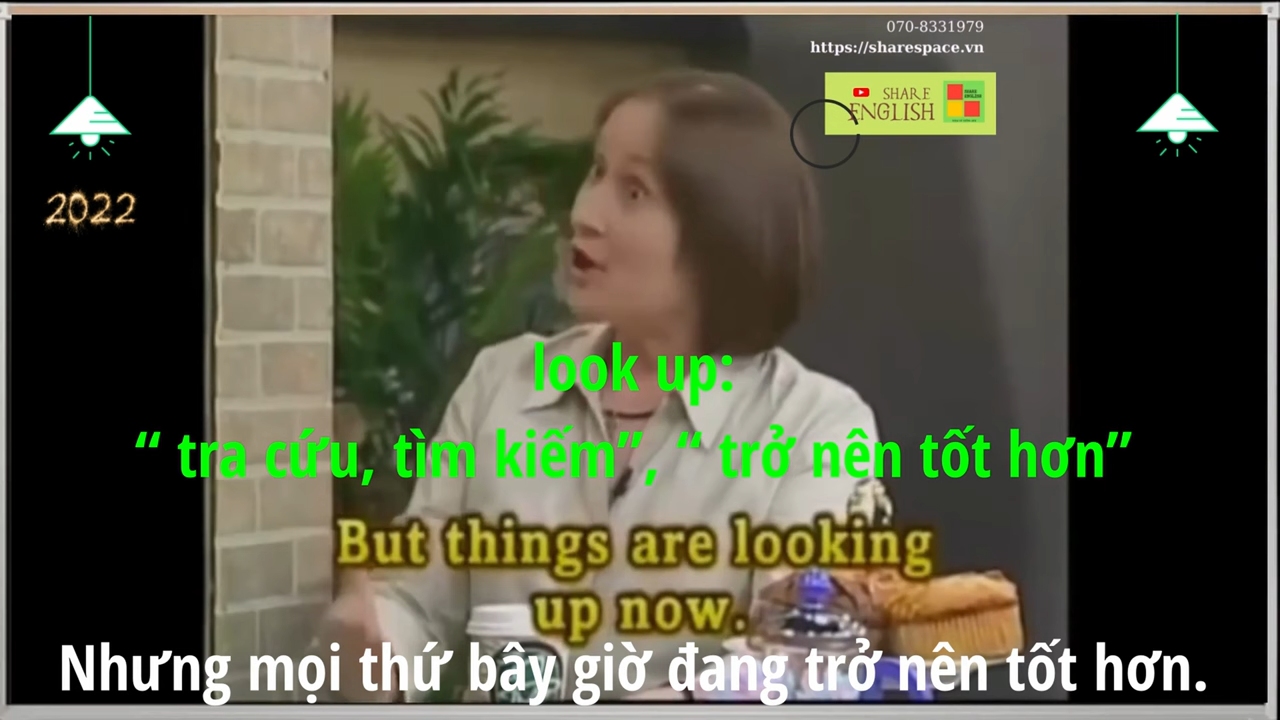 070-8331979
https://sharespace.vn
SHARE
ENGLISH
2022
look up:
“ tra cứu, tìm kiếm”, “ trở nên tốt hơn”
But things are looking
up now.
Nhưng mọi thứ bây giờ đang trở nên tốt hơn.